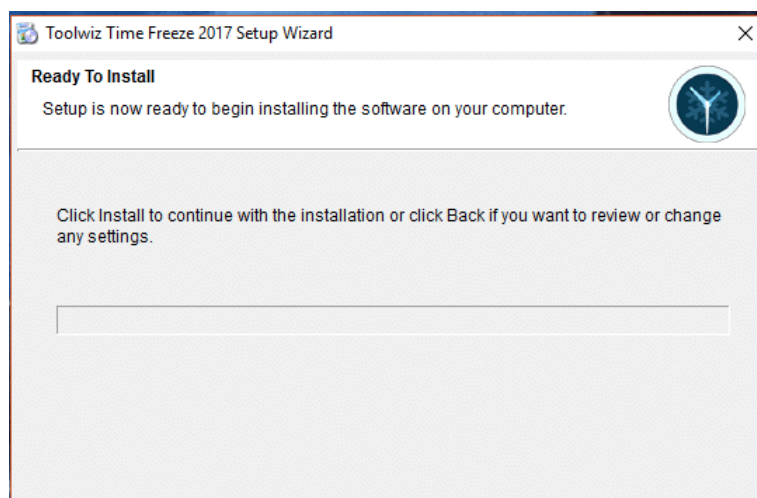 Toolwiz Time Freeze 2017 Setup Wizard
Ready To Install
Setup is now ready to begin installing the software on your computer.
Click Install to continue with the installation or click Back if you want to review or change
any settings.